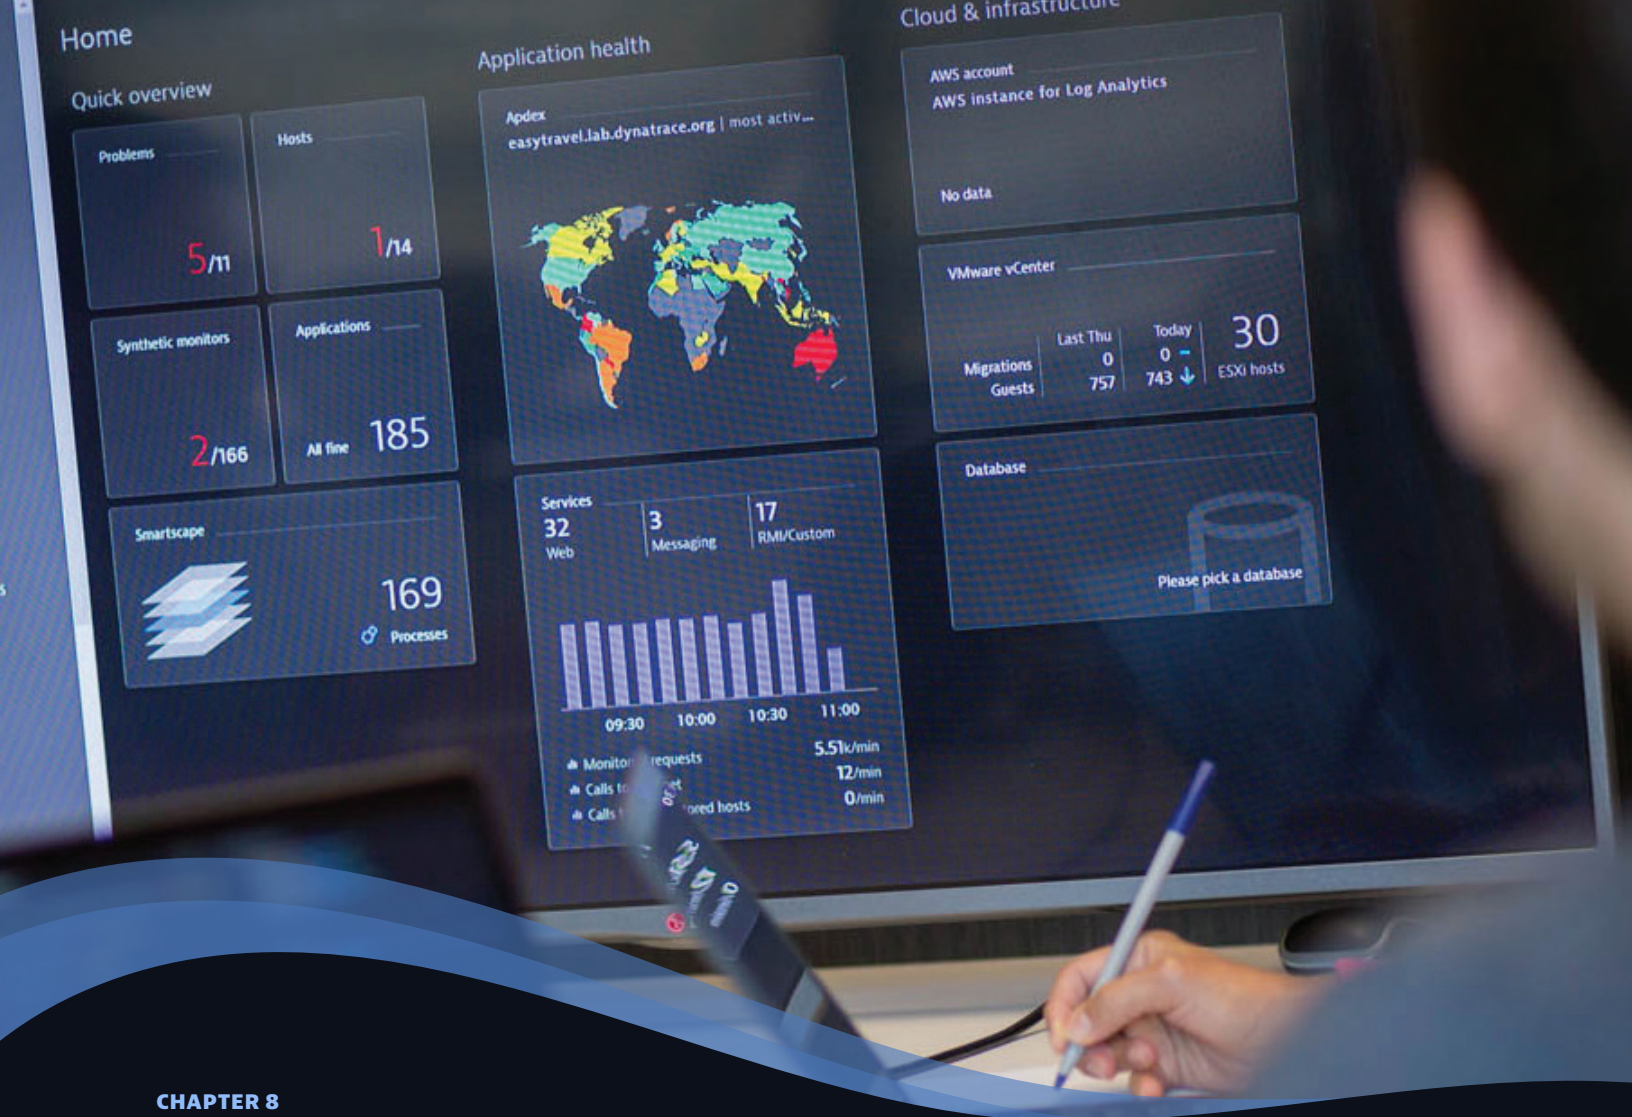 Home
Quick overview
Problems
5/11
Hosts
1/14
Synthetic monitors
2/166
Applications
All fine 185
Smartscape
169
Processes
Application health
Apdex
easytravel.lab.dynatrace.org | most activ...
Services
32
Web
3
Messaging
17
RMI/Custom
09:30 10:00 10:30 11:00
requests 5.51k/min
Calls 12/min
Calls hosts 0/min
Cloud & infrastructure
AWS account
AWS instance for Log Analytics
No data
VMware vCenter
Last Thu Today 30
Migrations 0 0
Guests 757 743 ESXi hosts
Database
Please pick a database
CHAPTER 8